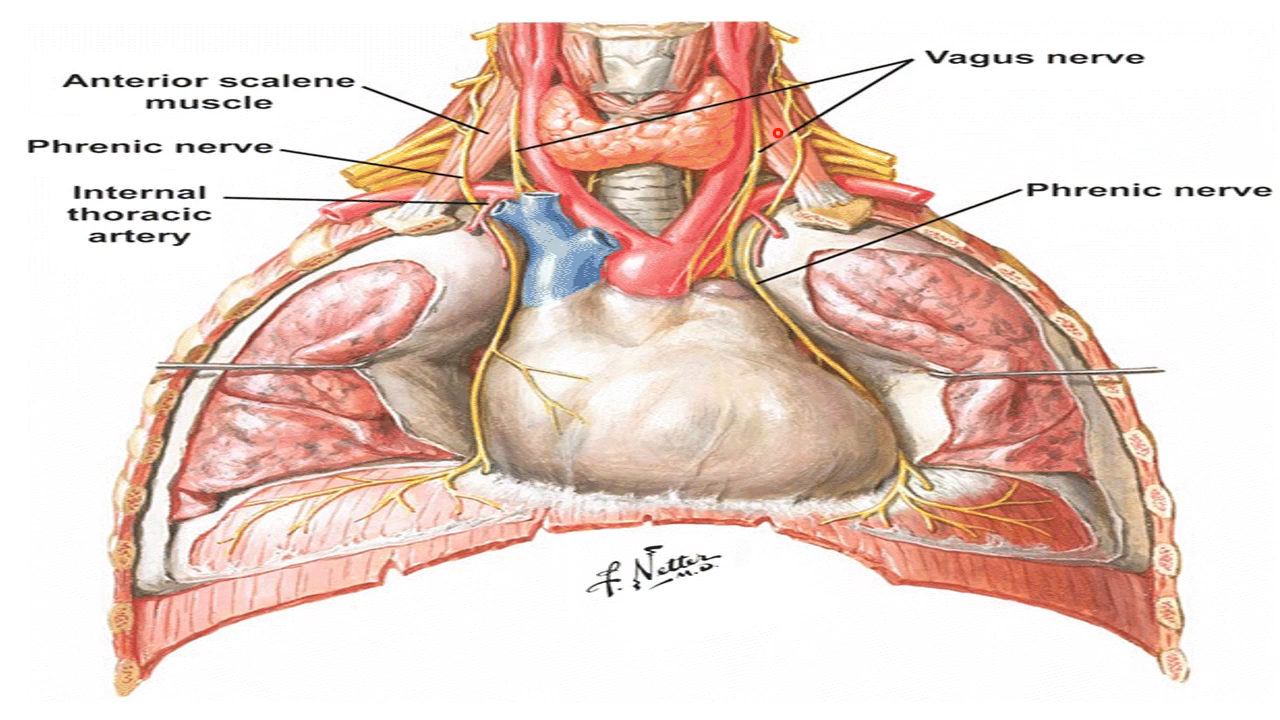 Vagus nerve
Anterior scalene
muscle
Phrenic nerve
Internal
thoracic
artery
Phrenic nerve
F. Netter
M.D.